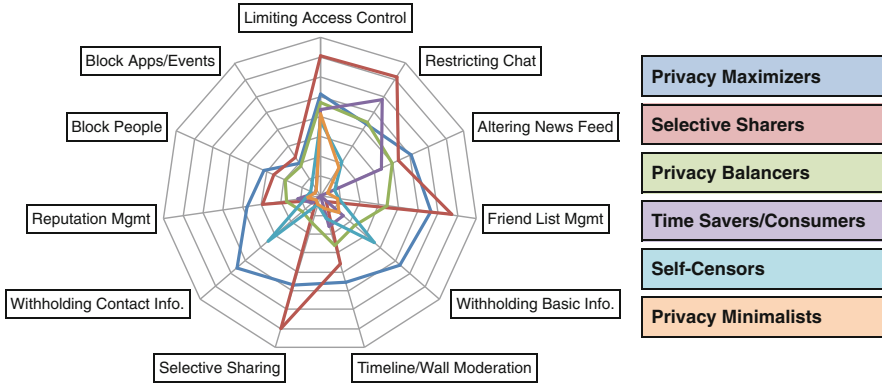 Limiting Access Control
Block Apps/Events
Restricting Chat
Block People
Altering News Feed
Reputation Mgmt
Friend List Mgmt
Withholding Contact Info.
Withholding Basic Info.
Selective Sharing
Timeline/Wall Moderation
Privacy Maximizers
Selective Sharers
Privacy Balancers
Time Savers/Consumers
Self-Censors
Privacy Minimalists